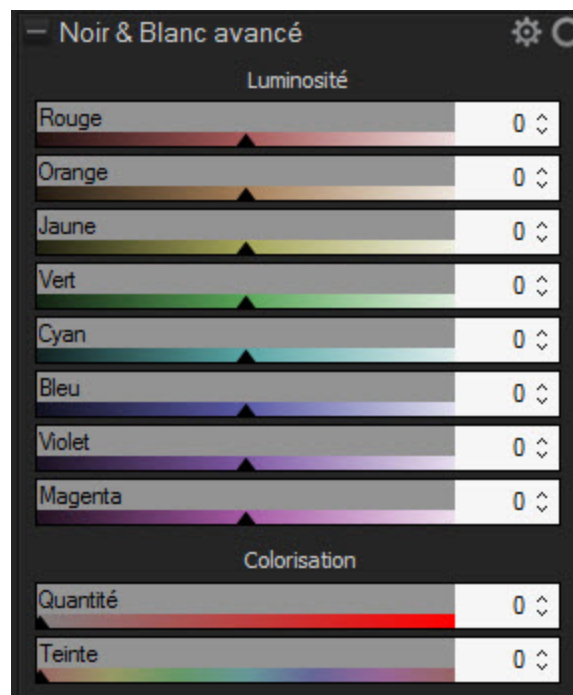 Noir & Blanc avancé
Luminosité
Rouge 0
Orange 0
Jaune 0
Vert 0
Cyan 0
Bleu 0
Violet 0
Magenta 0
Colorisation
Quantité 0
Teinte 0